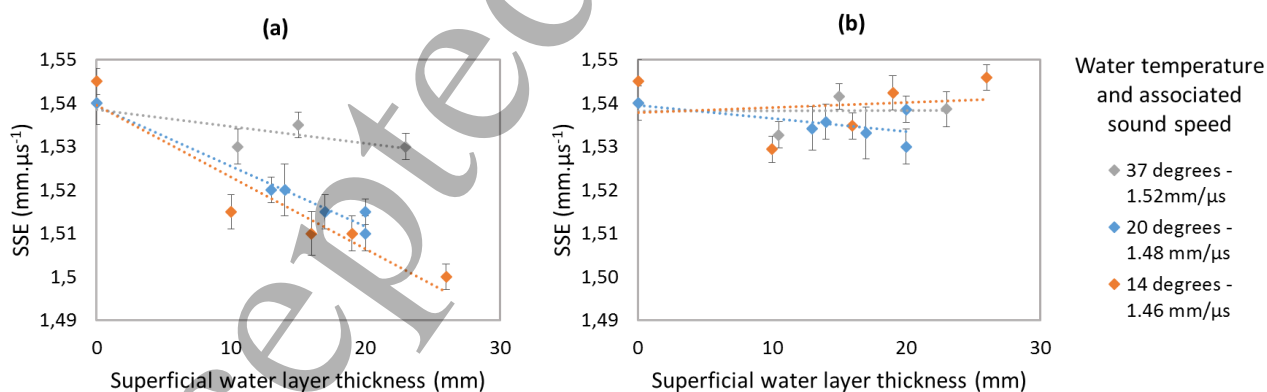 (a)
1,55
1,54
1,53
1,52
1,51
1,5
1,49
SSE (mm.µs⁻¹)
0
10
20
30
Superficial water layer thickness (mm)
(b)
1,55
1,54
1,53
1,52
1,51
1,50
1,49
SSE (mm.µs⁻¹)
0
10
20
30
Superficial water layer thickness (mm)
Water temperature
and associated
sound speed
37 degrees -
1.52mm/µs
20 degrees -
1.48 mm/µs
14 degrees -
1.46 mm/µs